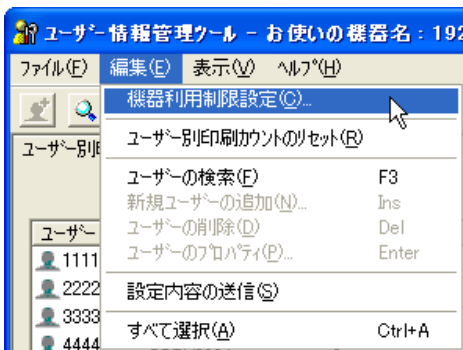 ユーザー情報管理ツール - お使いの機器名 : 192
ファイル(F) 編集(E) 表示(V) ヘルプ(H)
機器利用制限設定(C)...
ユーザー別印刷カウントのリセット(R)
ユーザー別
ユーザーの検索(F) F3
新規ユーザーの追加(N)... Ins
ユーザーの削除(D) Del
ユーザー
ユーザーのプロパティ(P)... Enter
1111
2222
設定内容の送信(S)
3333
すべて選択(A) Ctrl+A
4444